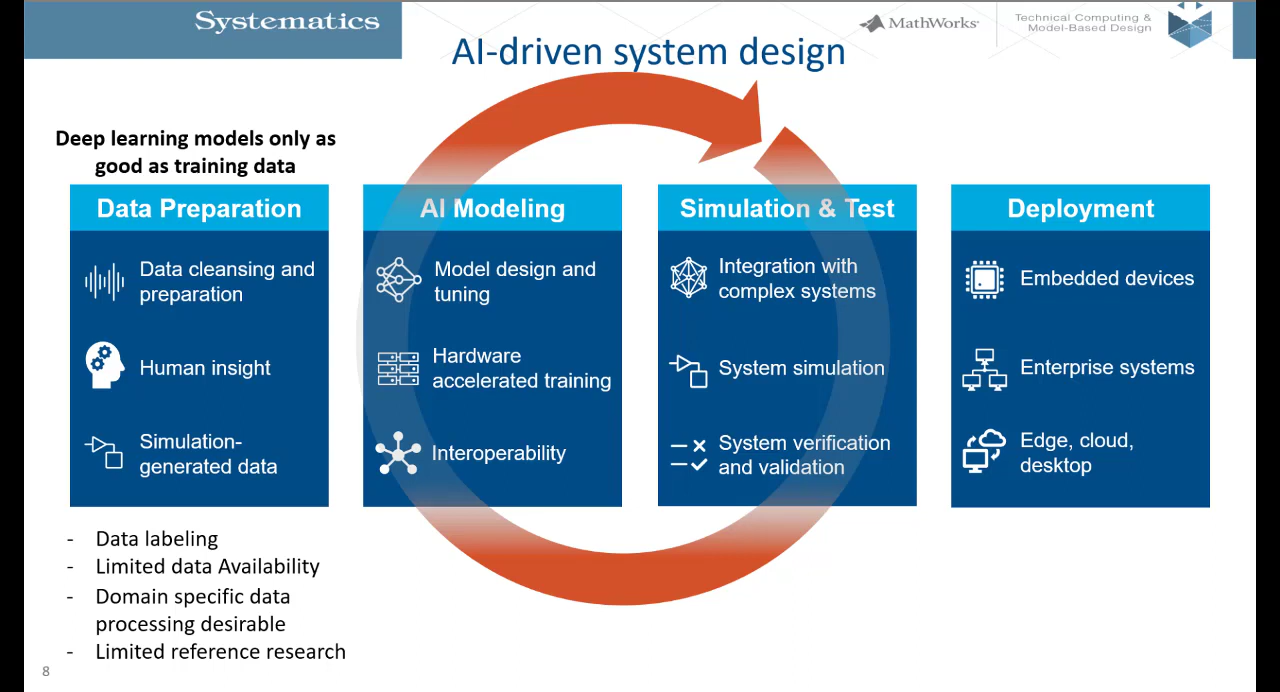 Systematics
MathWorks
Technical Computing &
Model-Based Design
AI-driven system design
Deep learning models only as
good as training data
Data Preparation
Data cleansing and
preparation
Human insight
Simulation-
generated data
AI Modeling
Model design and
tuning
Hardware
accelerated training
Interoperability
Simulation & Test
Integration with
complex systems
System simulation
System verification
and validation
Deployment
Embedded devices
Enterprise systems
Edge, cloud,
desktop
- Data labeling
- Limited data Availability
- Domain specific data
processing desirable
- Limited reference research
8